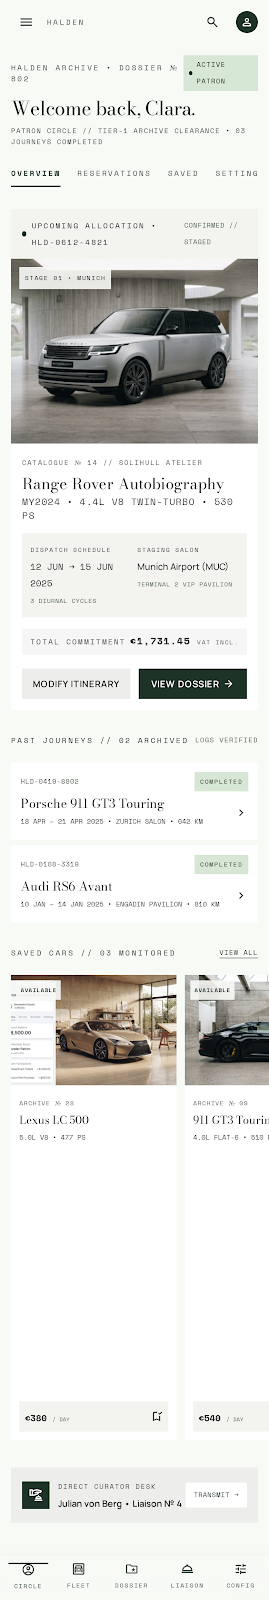 HALDEN
HALDEN ARCHIVE • DOSSIER №
802
ACTIVE
PATRON
Welcome back, Clara.
PATRON CIRCLE // TIER-1 ARCHIVE CLEARANCE • 03
JOURNEYS COMPLETED
OVERVIEW RESERVATIONS SAVED SETTING
UPCOMING ALLOCATION •
HLD-0612-4821
CONFIRMED //
STAGED
STAGE 01 • MUNICH
CATALOGUE № 14 // SOLIHULL ATELIER
Range Rover Autobiography
MY2024 • 4.4L V8 TWIN-TURBO • 530
PS
DISPATCH SCHEDULE
12 JUN → 15 JUN
2025
3 DIURNAL CYCLES
STAGING SALON
Munich Airport (MUC)
TERMINAL 2 VIP PAVILION
TOTAL COMMITMENT €1,731.45 VAT INCL.
MODIFY ITINERARY
VIEW DOSSIER →
PAST JOURNEYS // 02 ARCHIVED LOGS VERIFIED
HLD-0419-8802
COMPLETED
Porsche 911 GT3 Touring
18 APR – 21 APR 2025 • ZURICH SALON • 642 KM
HLD-0108-3319
COMPLETED
Audi RS6 Avant
10 JAN – 14 JAN 2025 • ENGADIN PAVILION • 810 KM
SAVED CARS // 03 MONITORED VIEW ALL
AVAILABLE
8,500.00
ARCHIVE № 28
Lexus LC 500
5.0L V8 • 477 PS
€380 / DAY
AVAILABLE
ARCHIVE № 09
911 GT3 Tourin
4.0L FLAT-6 • 510
€540 / DAY
DIRECT CURATOR DESK
Julian von Berg • Liaison № 4
TRANSMIT →
CIRCLE FLEET DOSSIER LIAISON CONFIG